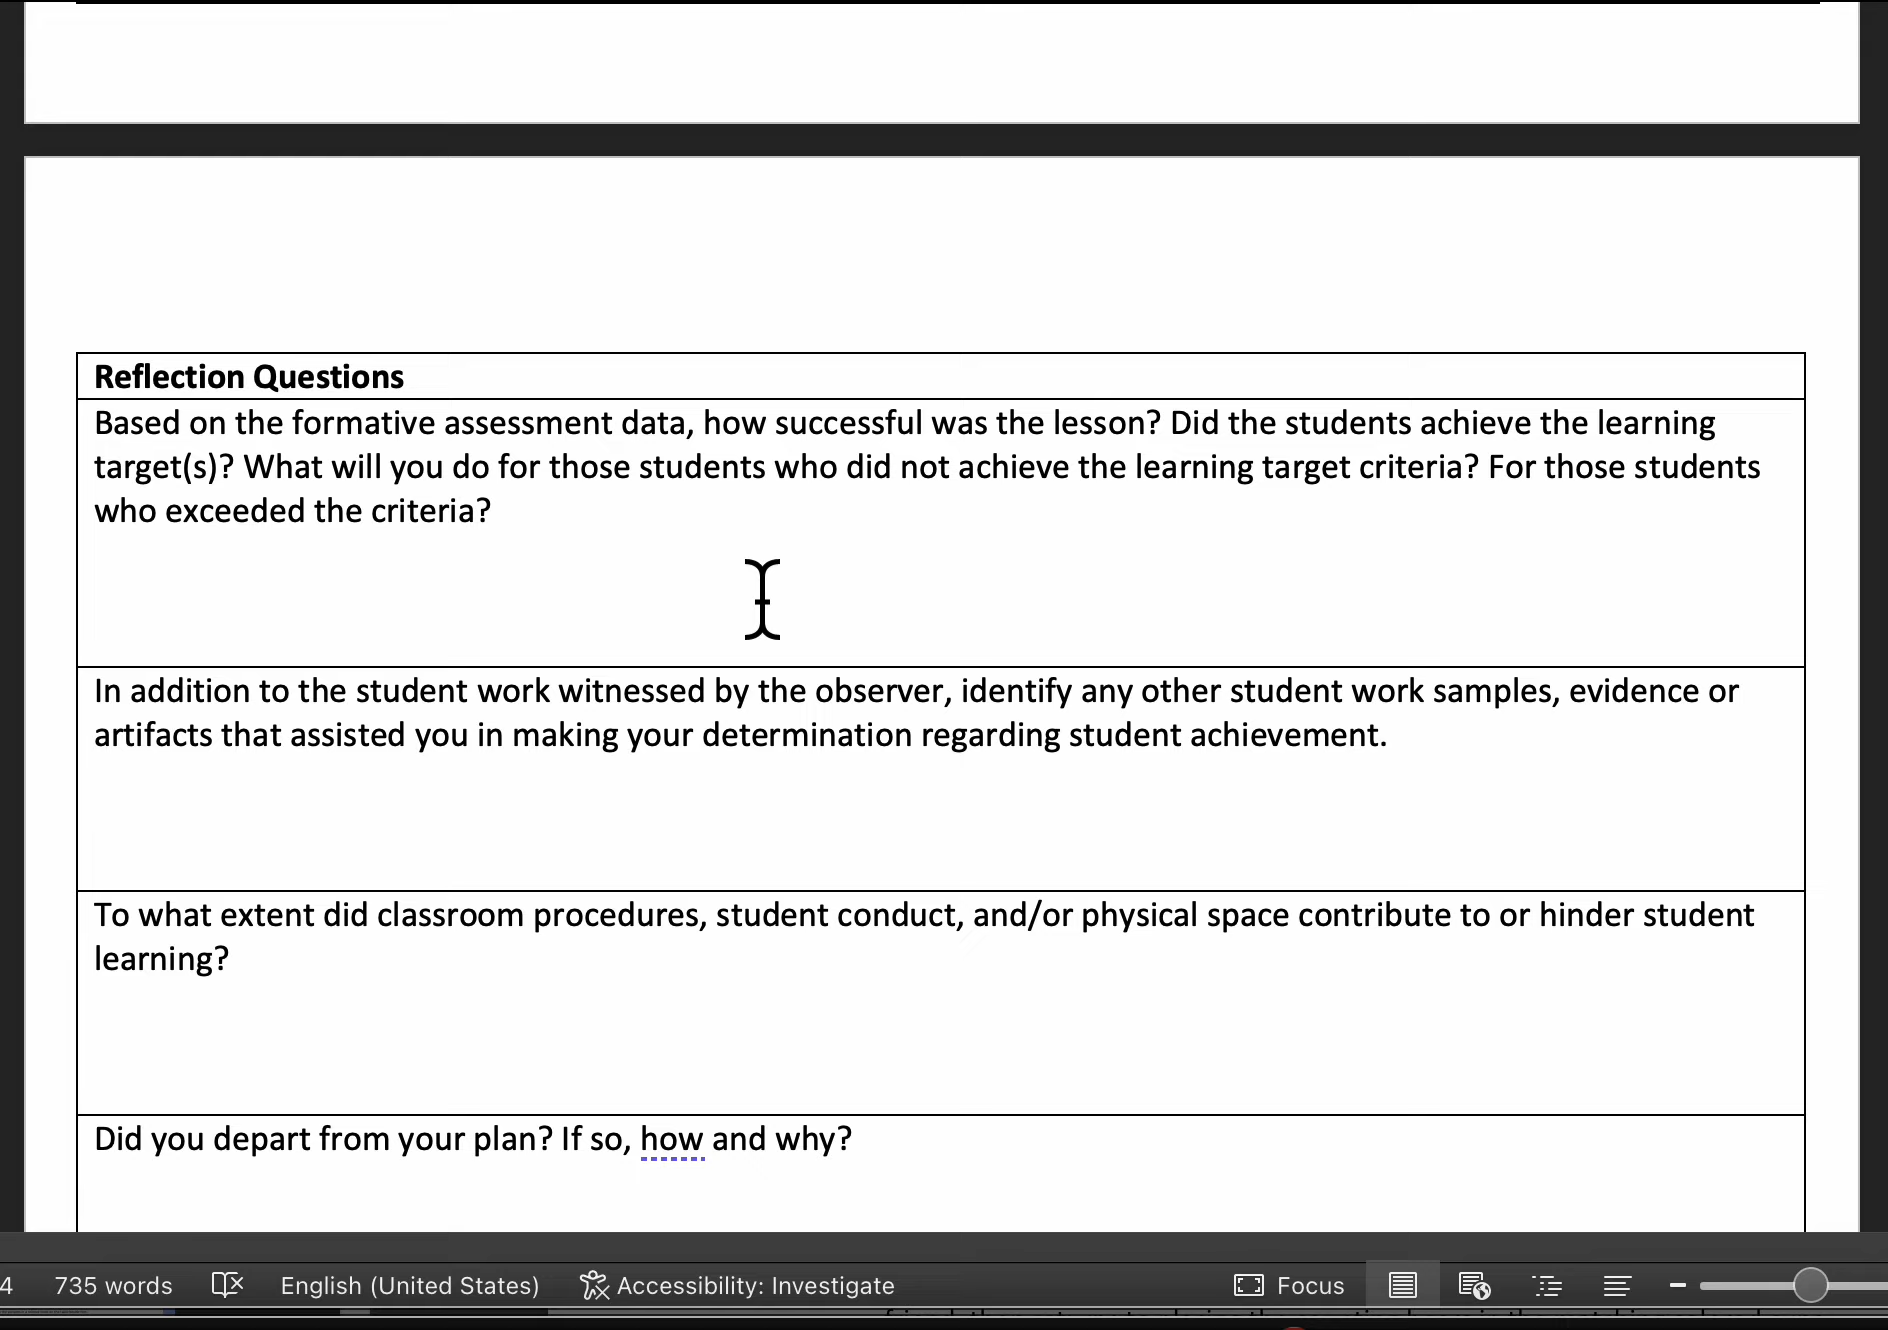 Reflection Questions
Based on the formative assessment data, how successful was the lesson? Did the students achieve the learning
target(s)? What will you do for those students who did not achieve the learning target criteria? For those students
who exceeded the criteria?
In addition to the student work witnessed by the observer, identify any other student work samples, evidence or
artifacts that assisted you in making your determination regarding student achievement.
To what extent did classroom procedures, student conduct, and/or physical space contribute to or hinder student
learning?
Did you depart from your plan? If so, how and why?
4 735 words English (United States) Accessibility: Investigate Focus